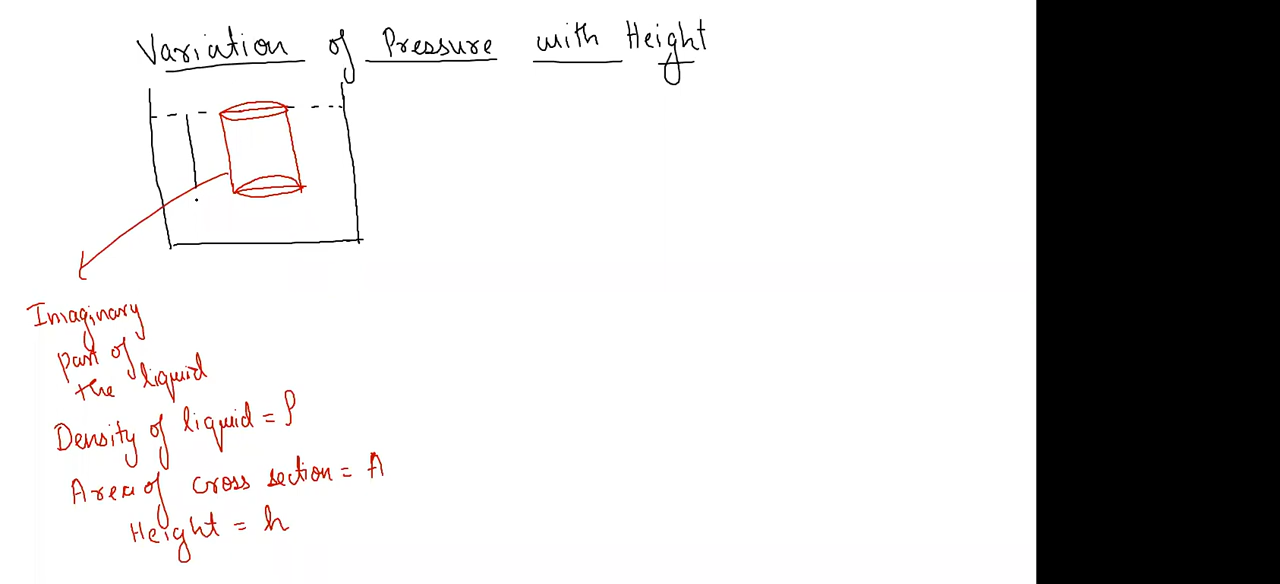 Variation of Pressure with Height
Imaginary
part of
the liquid
Density of liquid = ρ
Area of cross section = A
Height = h